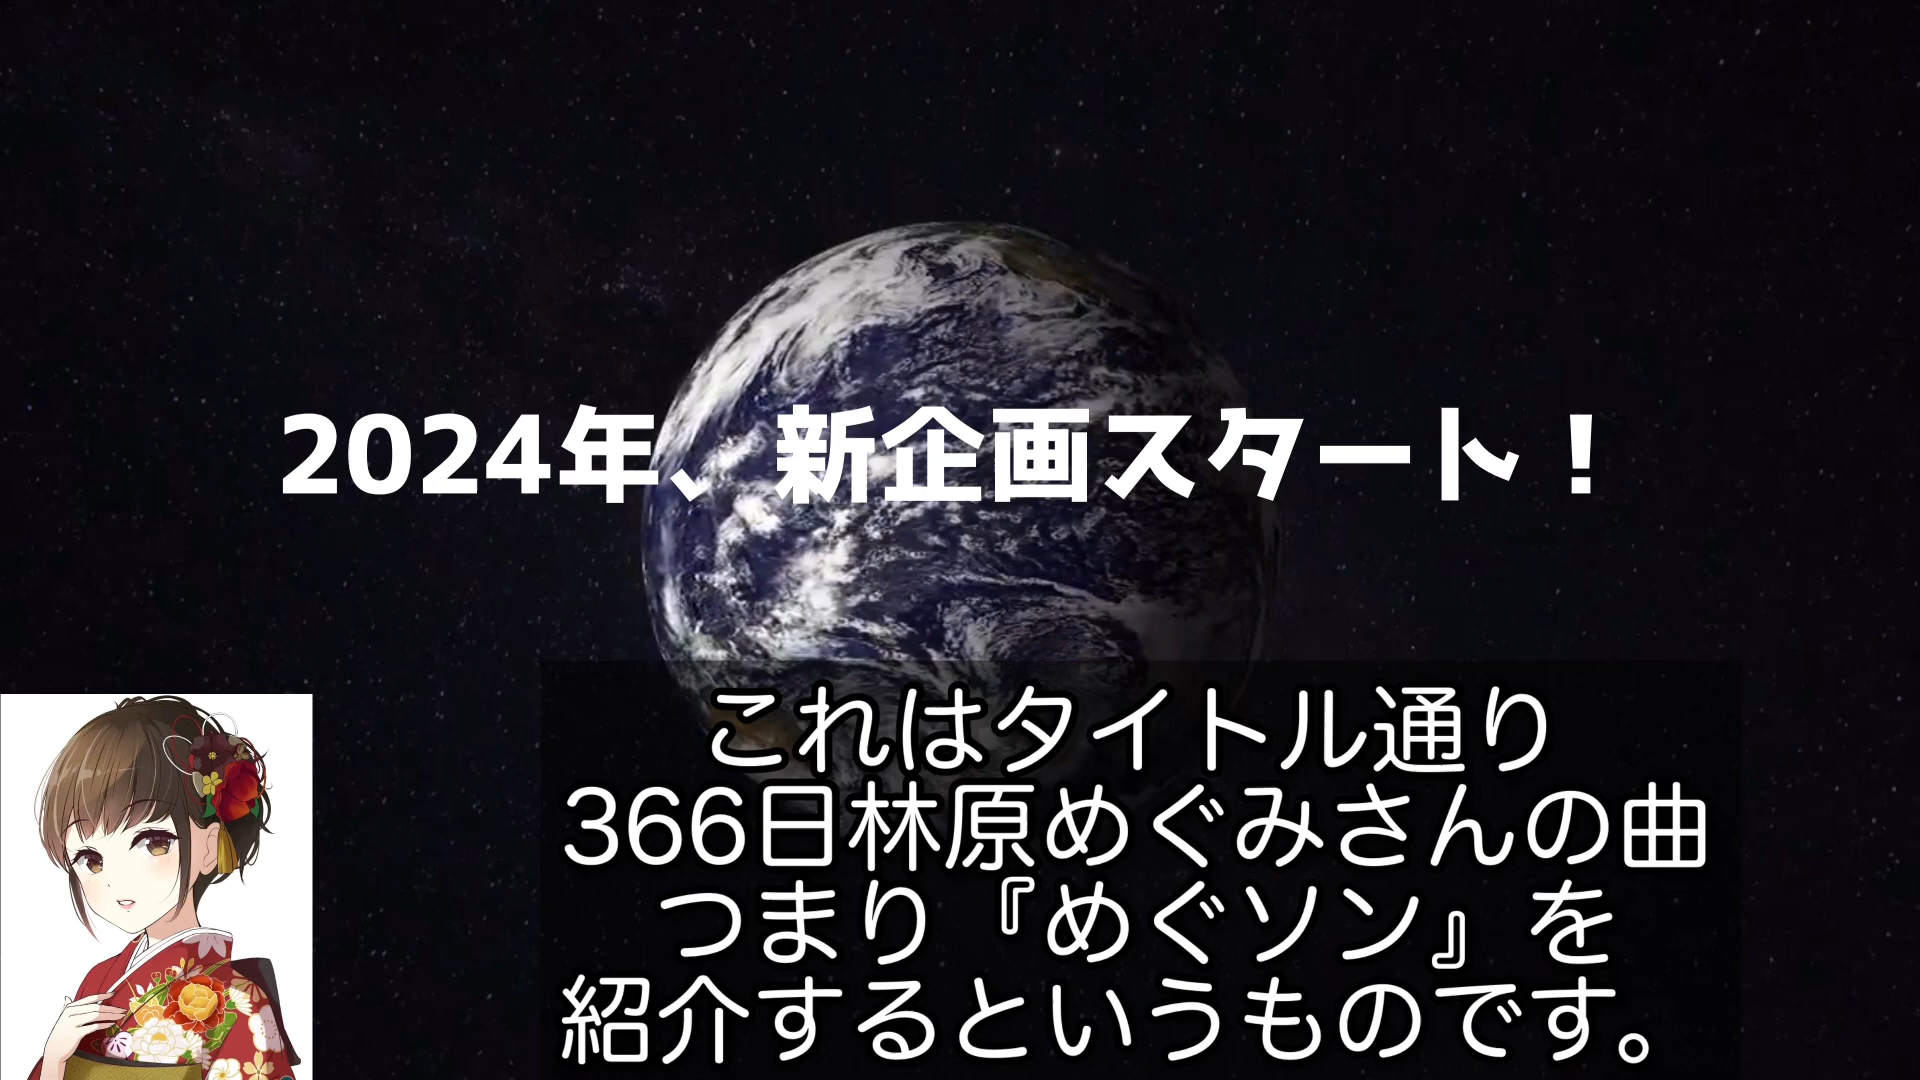 2024年、新企画スタート！
これはタイトル通り
366日林原めぐみさんの曲
つまり『めぐソン』を
紹介するというものです。